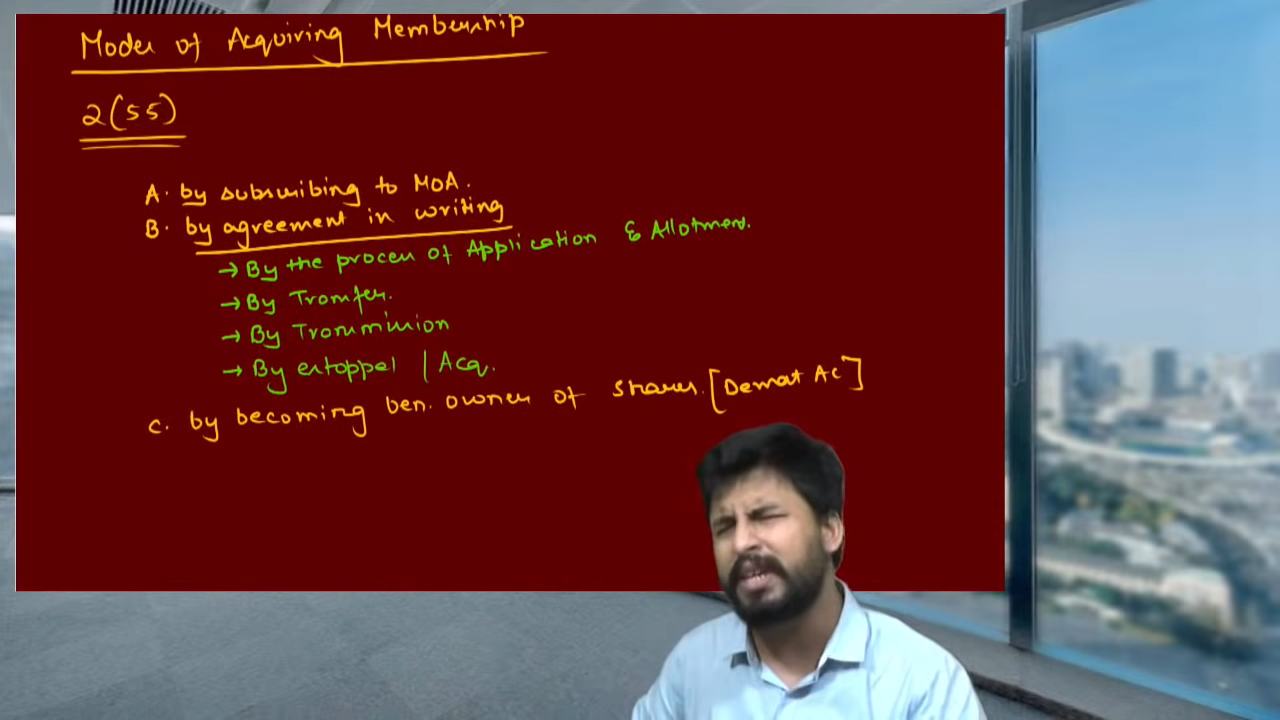 Modes of Acquiring Membership
2(55)
A. by subscribing to MOA.
B. by agreement in writing
→ By the process of Application & Allotment.
→ By Transfer.
→ By Transmission
→ By estoppel / Acq.
C. by becoming ben. owner of shares. [Demat AC]